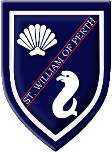 ST. WILLIAM OF PERTH